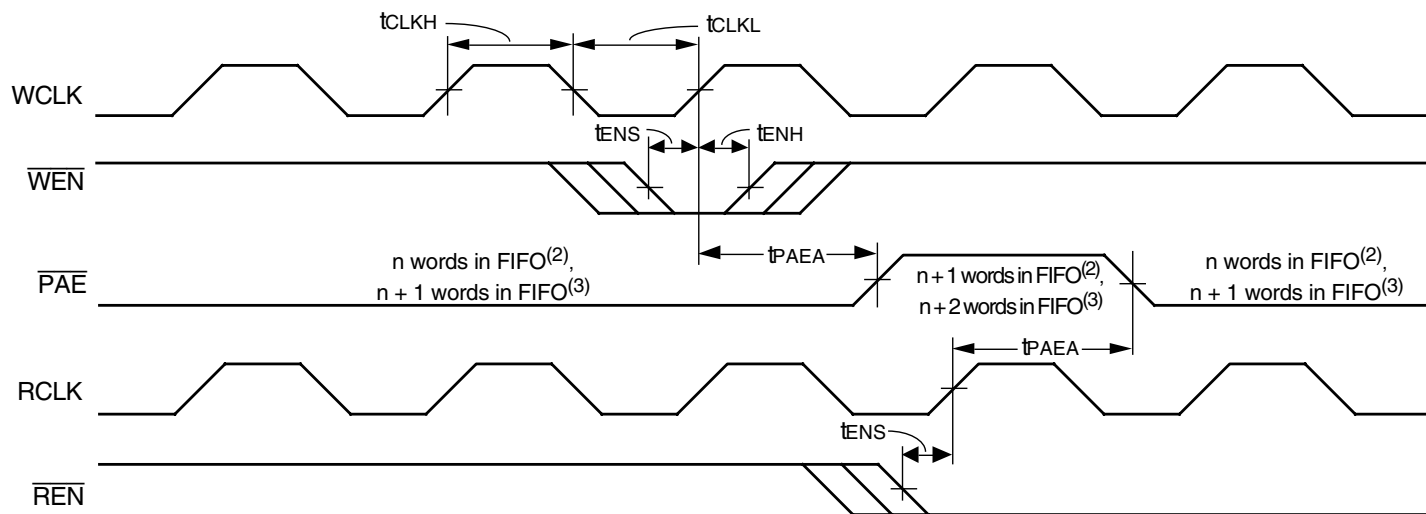 tCLKH
tCLKL
WCLK
tENS
tENH
WEN
tPAEA
n words in FIFO(2),
n + 1 words in FIFO(3)
PAE
n + 1 words in FIFO(2),
n + 2 words in FIFO(3)
n words in FIFO(2),
n + 1 words in FIFO(3)
tPAEA
RCLK
tENS
REN